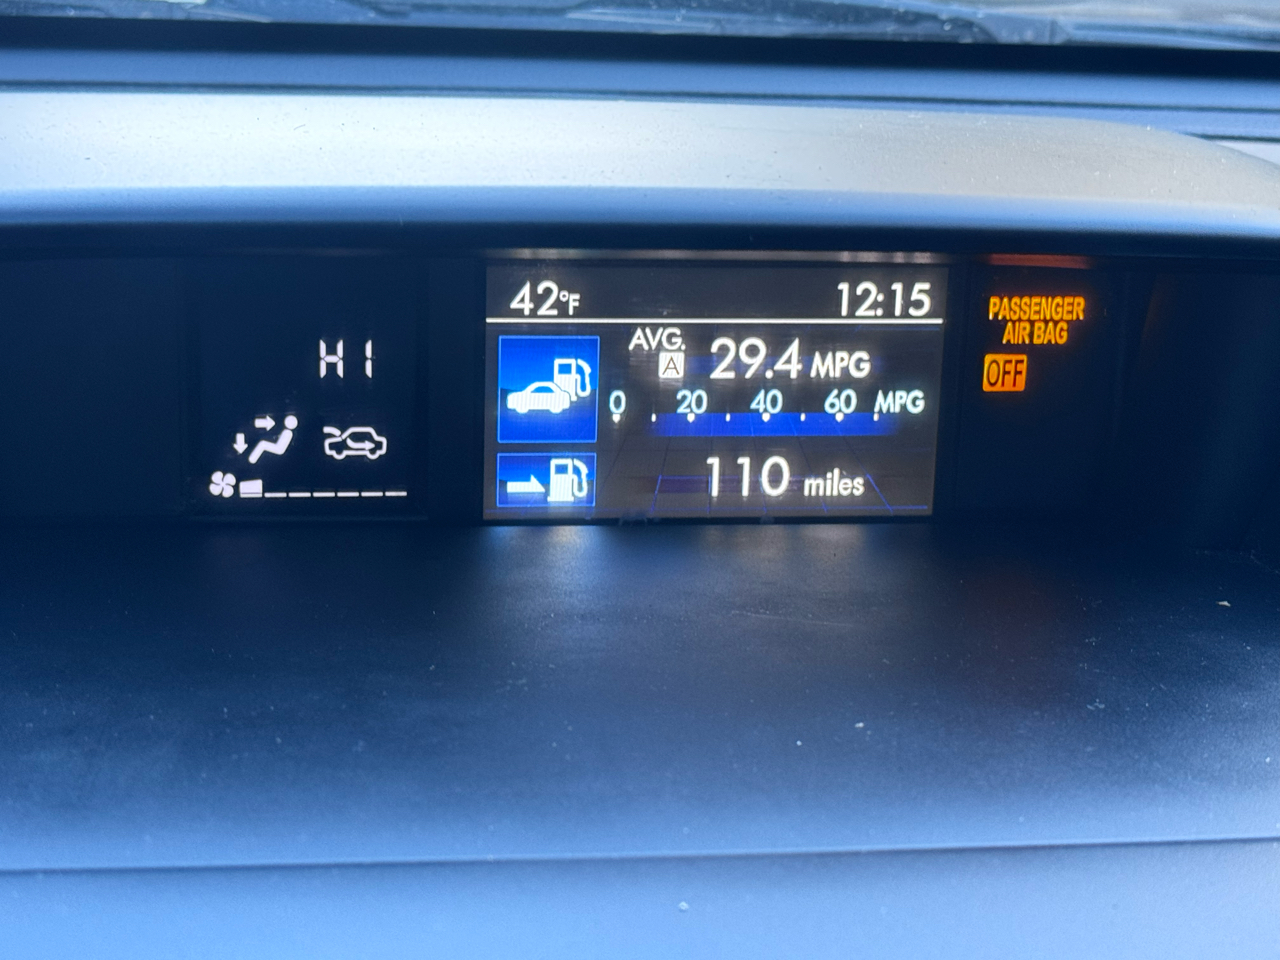 HI
42°F 12:15
AVG.
A 29.4 MPG
0 20 40 60 MPG
110 miles
PASSENGER
AIR BAG
OFF